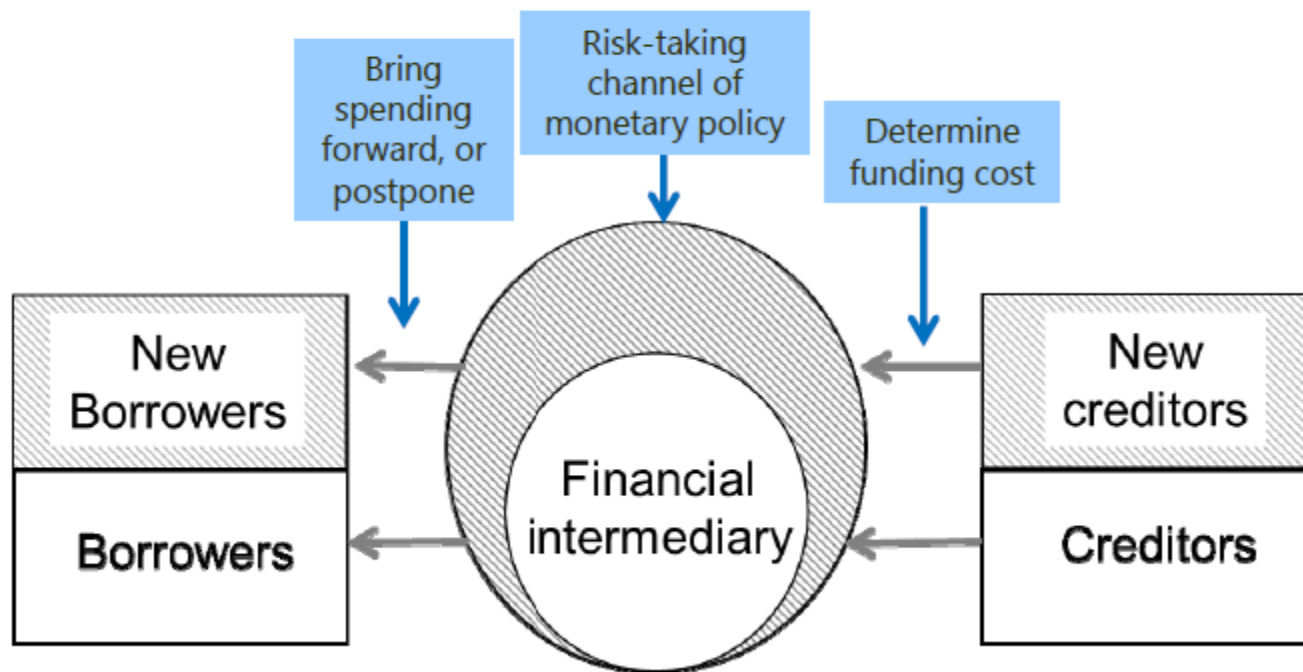 Bring
spending
forward, or
postpone
Risk-taking
channel of
monetary policy
Determine
funding cost
New
Borrowers
Borrowers
Financial
intermediary
New
creditors
Creditors